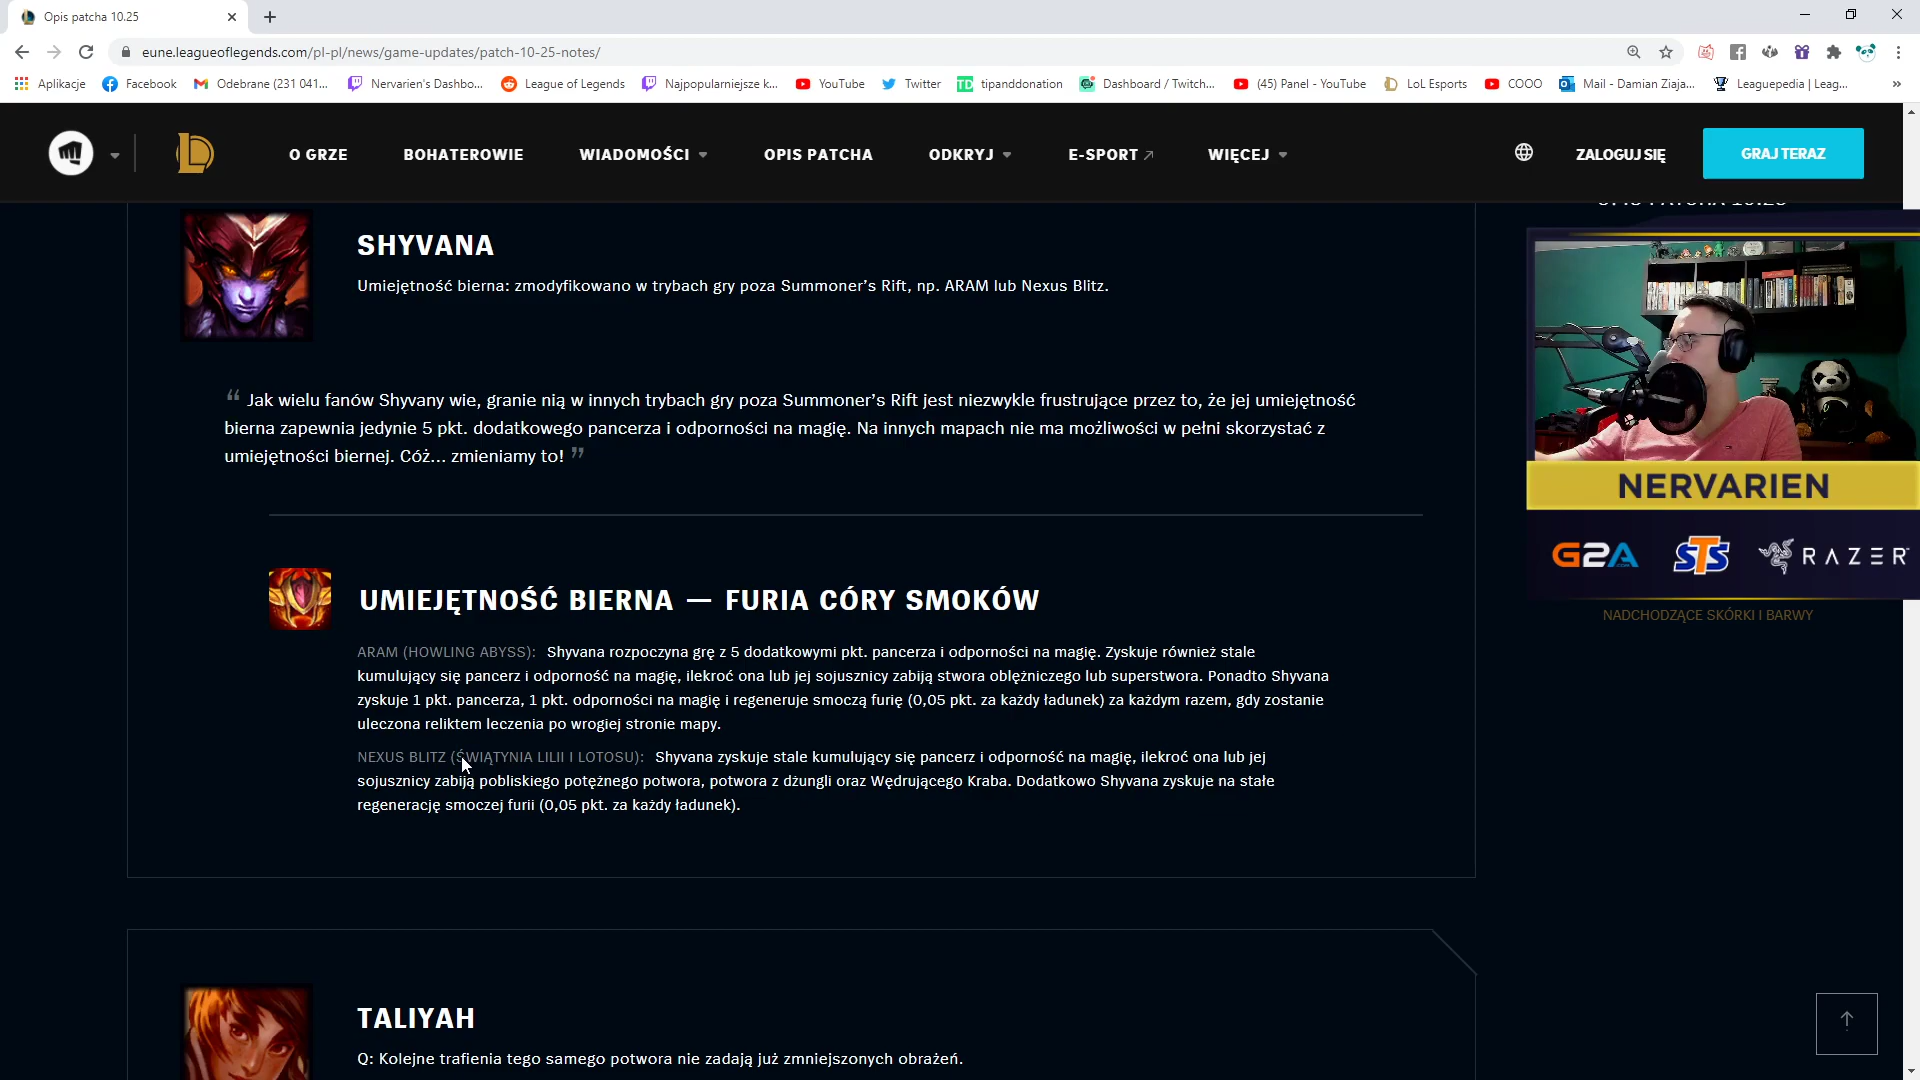 Opis patcha 10.25
eune.leagueoflegends.com/pl-pl/news/game-updates/patch-10-25-notes/
Aplikacje
Facebook
Odebrane (231 041...
Nervarien's Dashbo...
League of Legends
Najpopularniejsze k...
YouTube
Twitter
tipanddonation
Dashboard / Twitch...
(45) Panel - YouTube
LoL Esports
COOO
Mail - Damian Ziaja...
Leaguepedia | Leag...
»
O GRZE
BOHATEROWIE
WIADOMOŚCI
OPIS PATCHA
ODKRYJ
E-SPORT
WIĘCEJ
ZALOGUJ SIĘ
GRAJ TERAZ
SHYVANA
Umiejętność bierna: zmodyfikowano w trybach gry poza Summoner's Rift, np. ARAM lub Nexus Blitz.
“ Jak wielu fanów Shyvany wie, granie nią w innych trybach gry poza Summoner's Rift jest niezwykle frustrujące przez to, że jej umiejętność
bierna zapewnia jedynie 5 pkt. dodatkowego pancerza i odporności na magię. Na innych mapach nie ma możliwości w pełni skorzystać z
umiejętności biernej. Cóż... zmieniamy to! ”
UMIEJĘTNOŚĆ BIERNA — FURIA CÓRY SMOKÓW
ARAM (HOWLING ABYSS): Shyvana rozpoczyna grę z 5 dodatkowymi pkt. pancerza i odporności na magię. Zyskuje również stale
kumulujący się pancerz i odporność na magię, ilekroć ona lub jej sojusznicy zabiją stwora oblężniczego lub superstwora. Ponadto Shyvana
zyskuje 1 pkt. pancerza, 1 pkt. odporności na magię i regeneruje smoczą furię (0,05 pkt. za każdy ładunek) za każdym razem, gdy zostanie
uleczona reliktem leczenia po wrogiej stronie mapy.
NEXUS BLITZ (ŚWIĄTYNIA LILII I LOTOSU): Shyvana zyskuje stale kumulujący się pancerz i odporność na magię, ilekroć ona lub jej
sojusznicy zabiją pobliskiego potężnego potwora, potwora z dżungli oraz Wędrującego Kraba. Dodatkowo Shyvana zyskuje na stałe
regenerację smoczej furii (0,05 pkt. za każdy ładunek).
TALIYAH
Q: Kolejne trafienia tego samego potwora nie zadają już zmniejszonych obrażeń.
OPIS PATCHA 10.25
NERVARIEN
G2A
STS
RAZER
NADCHODZĄCE SKÓRKI I BARWY